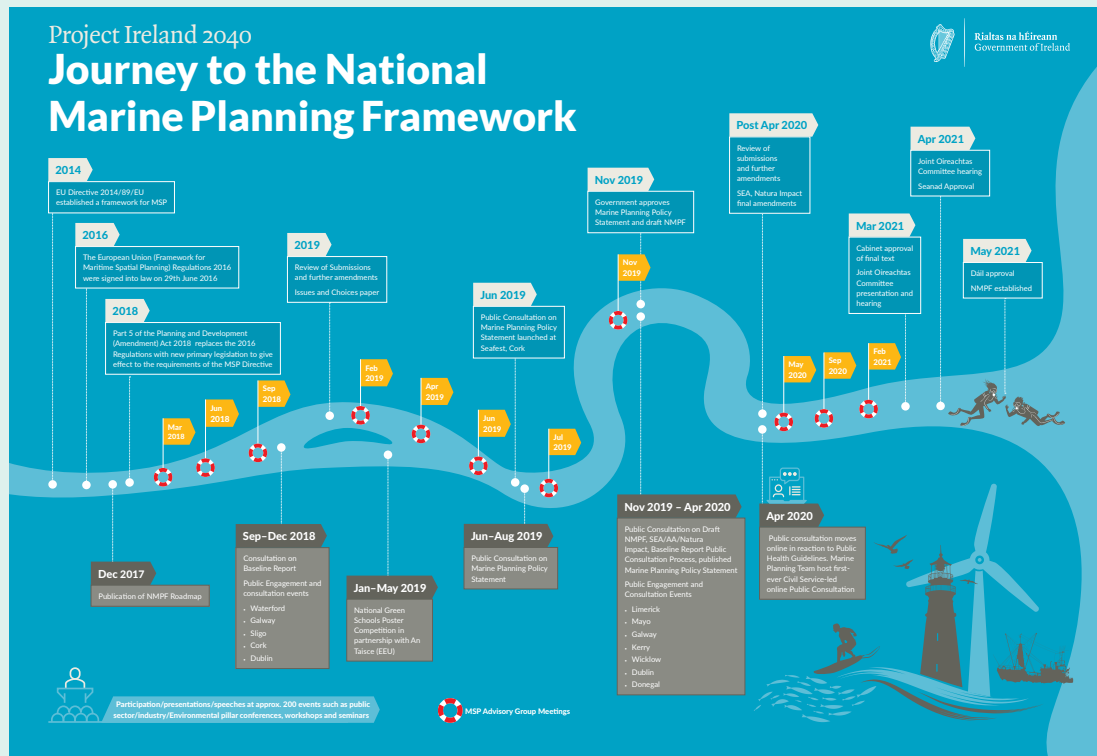 Project Ireland 2040
Journey to the National
Marine Planning Framework
Rialtas na hÉireann
Government of Ireland
2014
EU Directive 2014/89/EU
established a framework for MSP
2016
The European Union (Framework for
Maritime Spatial Planning) Regulations 2016
were signed into law on 29th June 2016
2018
Part 5 of the Planning and Development
(Amendment) Act 2018 replaces the 2016
Regulations with new primary legislation to give
effect to the requirements of the MSP Directive
2019
Review of Submissions
and further amendments
Issues and Choices paper
Jun 2019
Public Consultation on
Marine Planning Policy
Statement launched at
Seafest, Cork
Nov 2019
Government approves
Marine Planning Policy
Statement and draft NMPF
Post Apr 2020
Review of
submissions
and further
amendments
SEA, Natura Impact
final amendments
Mar 2021
Cabinet approval
of final text
Joint Oireachtas
Committee
presentation and
hearing
Apr 2021
Joint Oireachtas
Committee hearing
Seanad Approval
May 2021
Dáil approval
NMPF established
Mar
2018
Jun
2018
Sep
2018
Feb
2019
Apr
2019
Jun
2019
Jul
2019
Nov
2019
May
2020
Sep
2020
Feb
2021
Dec 2017
Publication of NMPF Roadmap
Sep–Dec 2018
Consultation on
Baseline Report
Public Engagement and
consultation events
• Waterford
• Galway
• Sligo
• Cork
• Dublin
Jan–May 2019
National Green
Schools Poster
Competition in
partnership with An
Taisce (EEU)
Jun–Aug 2019
Public Consultation on
Marine Planning Policy
Statement
Nov 2019 – Apr 2020
Public Consultation on Draft
NMPF, SEA/AA/Natura
Impact, Baseline Report Public
Consultation Process, published
Marine Planning Policy Statement
Public Engagement and
Consultation Events
• Limerick
• Mayo
• Galway
• Kerry
• Wicklow
• Dublin
• Donegal
Apr 2020
Public consultation moves
online in reaction to Public
Health Guidelines. Marine
Planning Team host first-
ever Civil Service-led
online Public Consultation
Participation/presentations/speeches at approx. 200 events such as public
sector/industry/Environmental pillar conferences, workshops and seminars
MSP Advisory Group Meetings